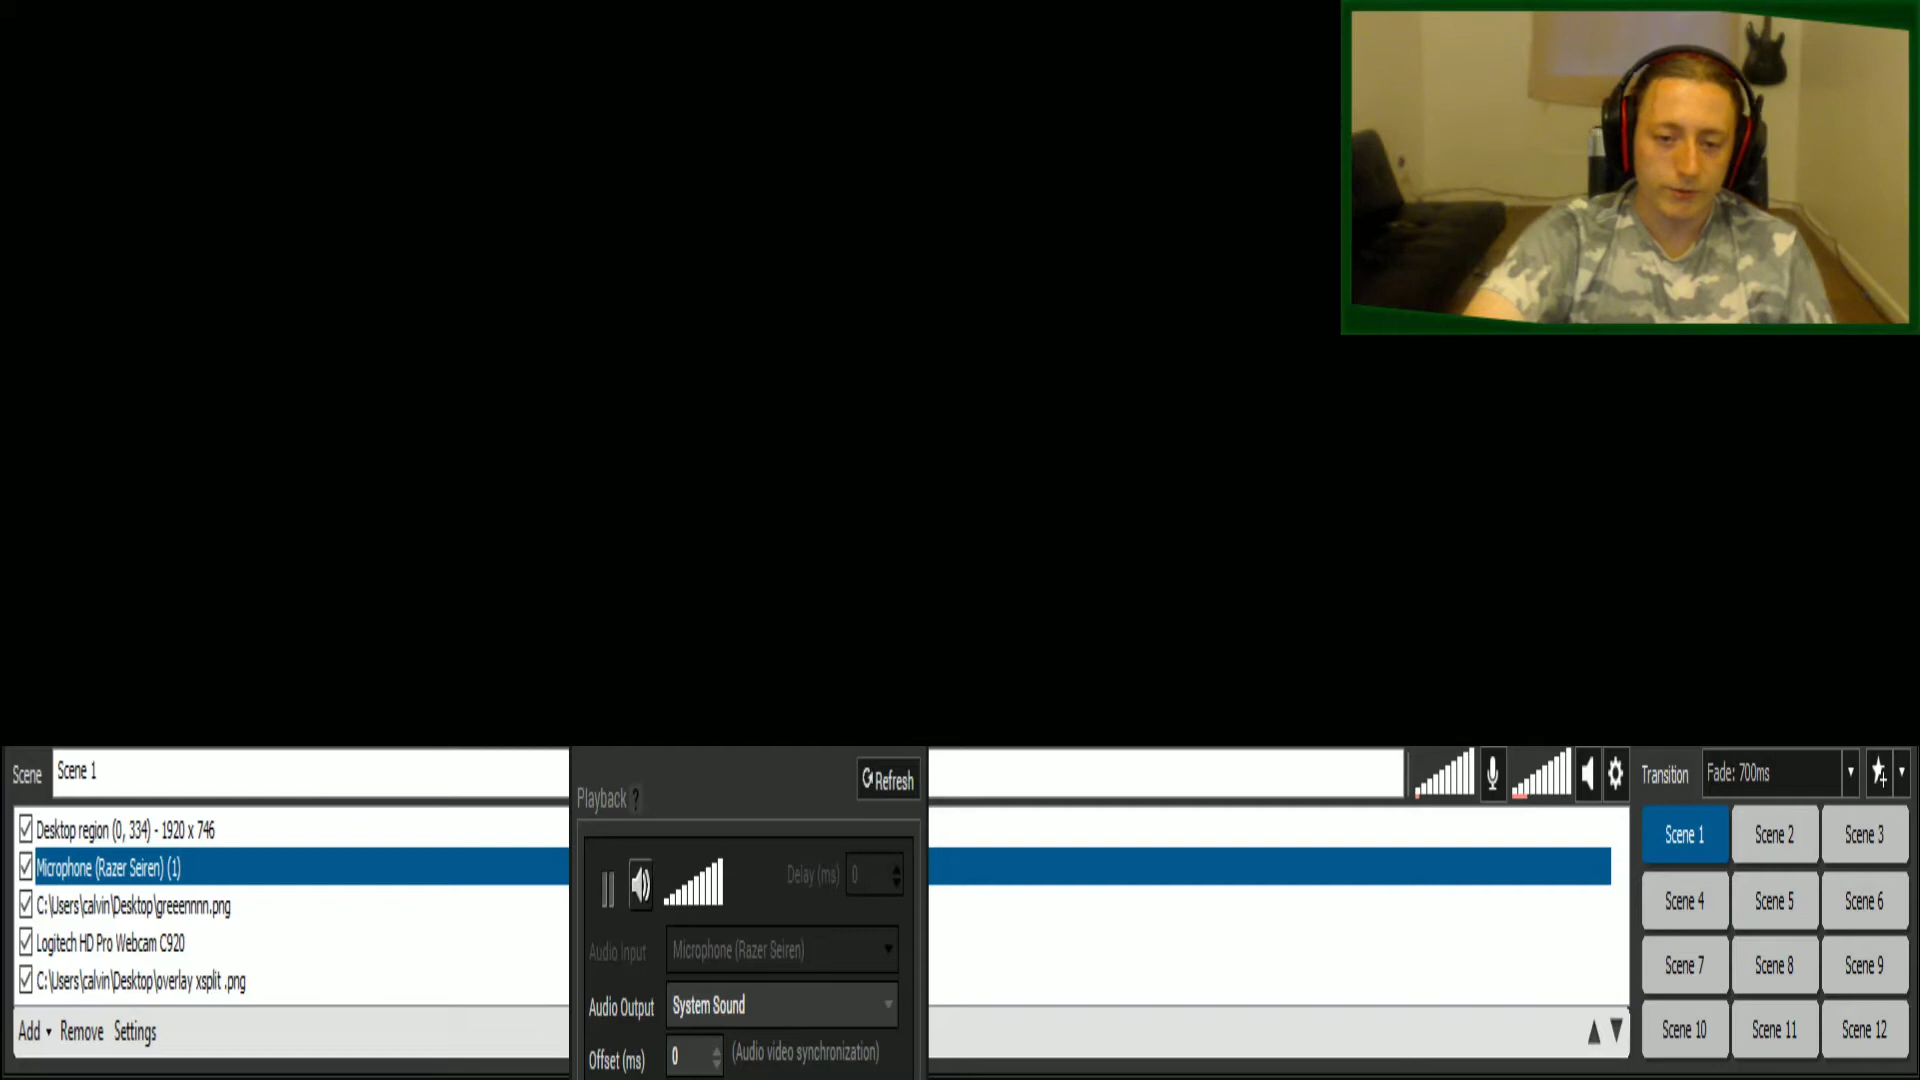 Scene
Scene 1
Desktop region (0, 334) - 1920 x 746
Microphone (Razer Seiren) (1)
C:\Users\calvin\Desktop\greeennnn.png
Logitech HD Pro Webcam C920
C:\Users\calvin\Desktop\overlay xsplit .png
Add Remove Settings
Refresh
Playback ?
Delay (ms) 0
Audio Input Microphone (Razer Seiren)
Audio Output System Sound
Offset (ms) 0 (Audio video synchronization)
Transition Fade: 700ms
Scene 1 Scene 2 Scene 3
Scene 4 Scene 5 Scene 6
Scene 7 Scene 8 Scene 9
Scene 10 Scene 11 Scene 12